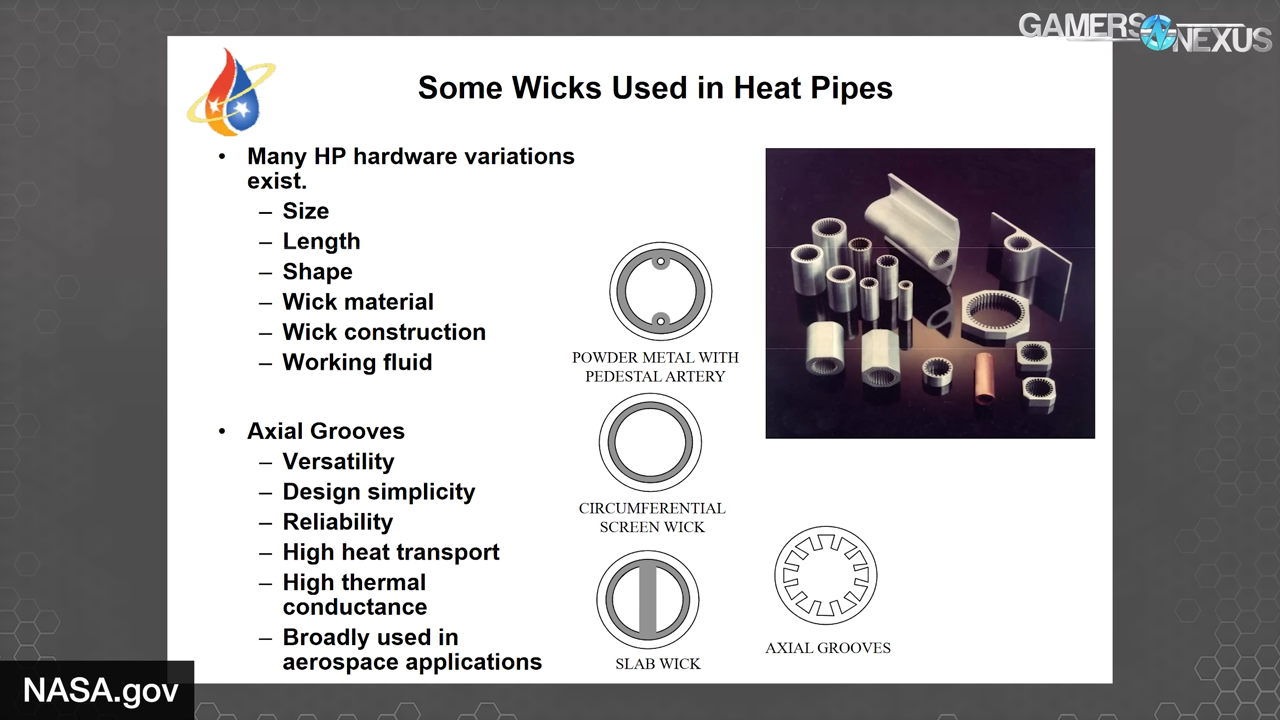 GAMERS NEXUS
Some Wicks Used in Heat Pipes
• Many HP hardware variations
exist.
– Size
– Length
– Shape
– Wick material
– Wick construction
– Working fluid
• Axial Grooves
– Versatility
– Design simplicity
– Reliability
– High heat transport
– High thermal
conductance
– Broadly used in
aerospace applications
POWDER METAL WITH
PEDESTAL ARTERY
CIRCUMFERENTIAL
SCREEN WICK
SLAB WICK
AXIAL GROOVES
NASA.gov